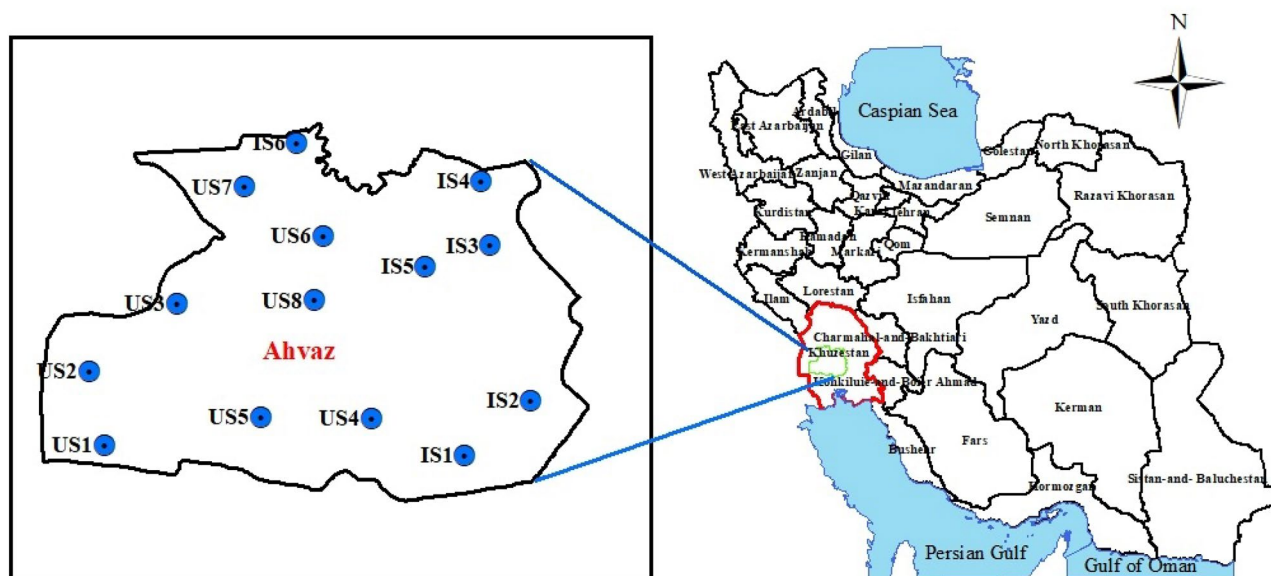 IS6
US7
IS4
US6
IS3
IS5
US3
US8
Ahvaz
US2
IS2
US5
US4
US1
IS1
N
Caspian Sea
Ardabil
East Azarbaijan
Gilan
Golestan
North Khorasan
West Azarbaijan
Zanjan
Mazandaran
Razavi Khorasan
Qazvin
Tehran
Kurdistan
Semnan
Hamadan
Qom
Kermanshah
Markazi
Ilam
Lorestan
Isfahan
South Khorasan
Yazd
Charmahal-and-Bakhtiari
Khuzestan
Kohkiluie-and-Boier Ahmad
Kerman
Fars
Bushehr
Hormozgan
Sistan-and- Baluchestan
Persian Gulf
Gulf of Oman